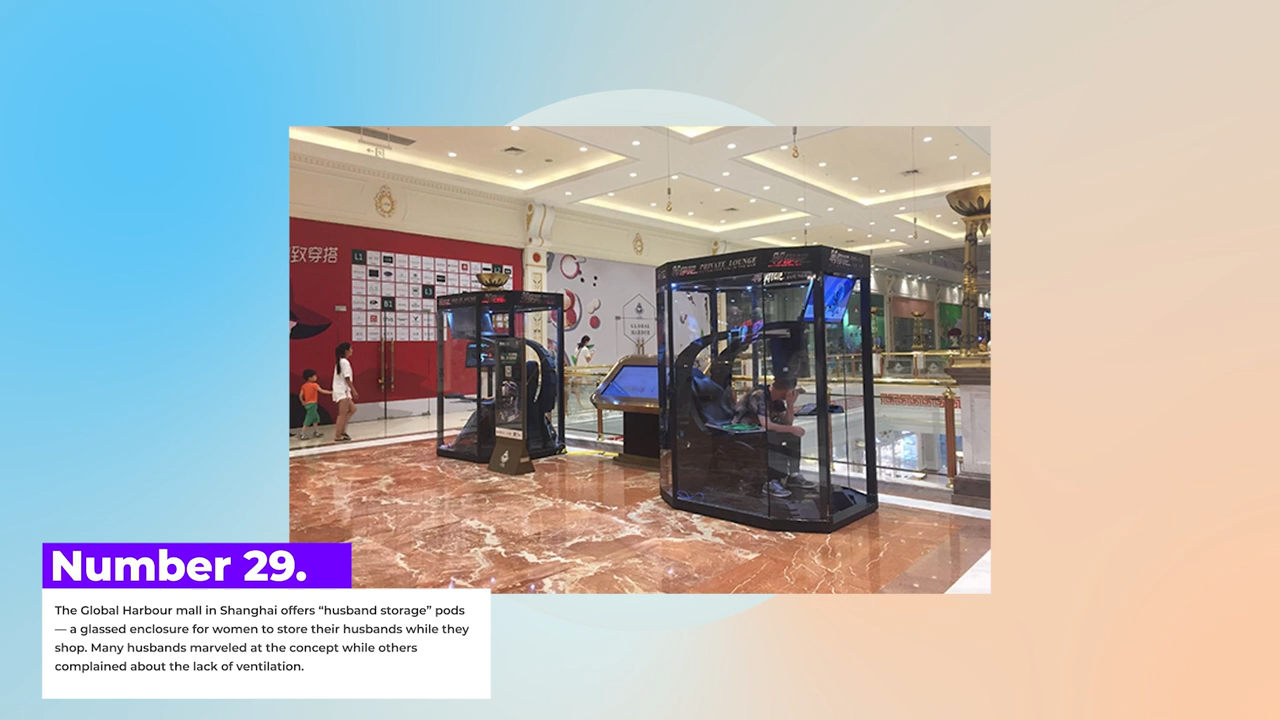 致穿搭
L1
L2
L3
B1
GLOBAL
HARBOUR
PRIVATE LOUNGE
Number 29.
The Global Harbour mall in Shanghai offers “husband storage” pods
— a glassed enclosure for women to store their husbands while they
shop. Many husbands marveled at the concept while others
complained about the lack of ventilation.